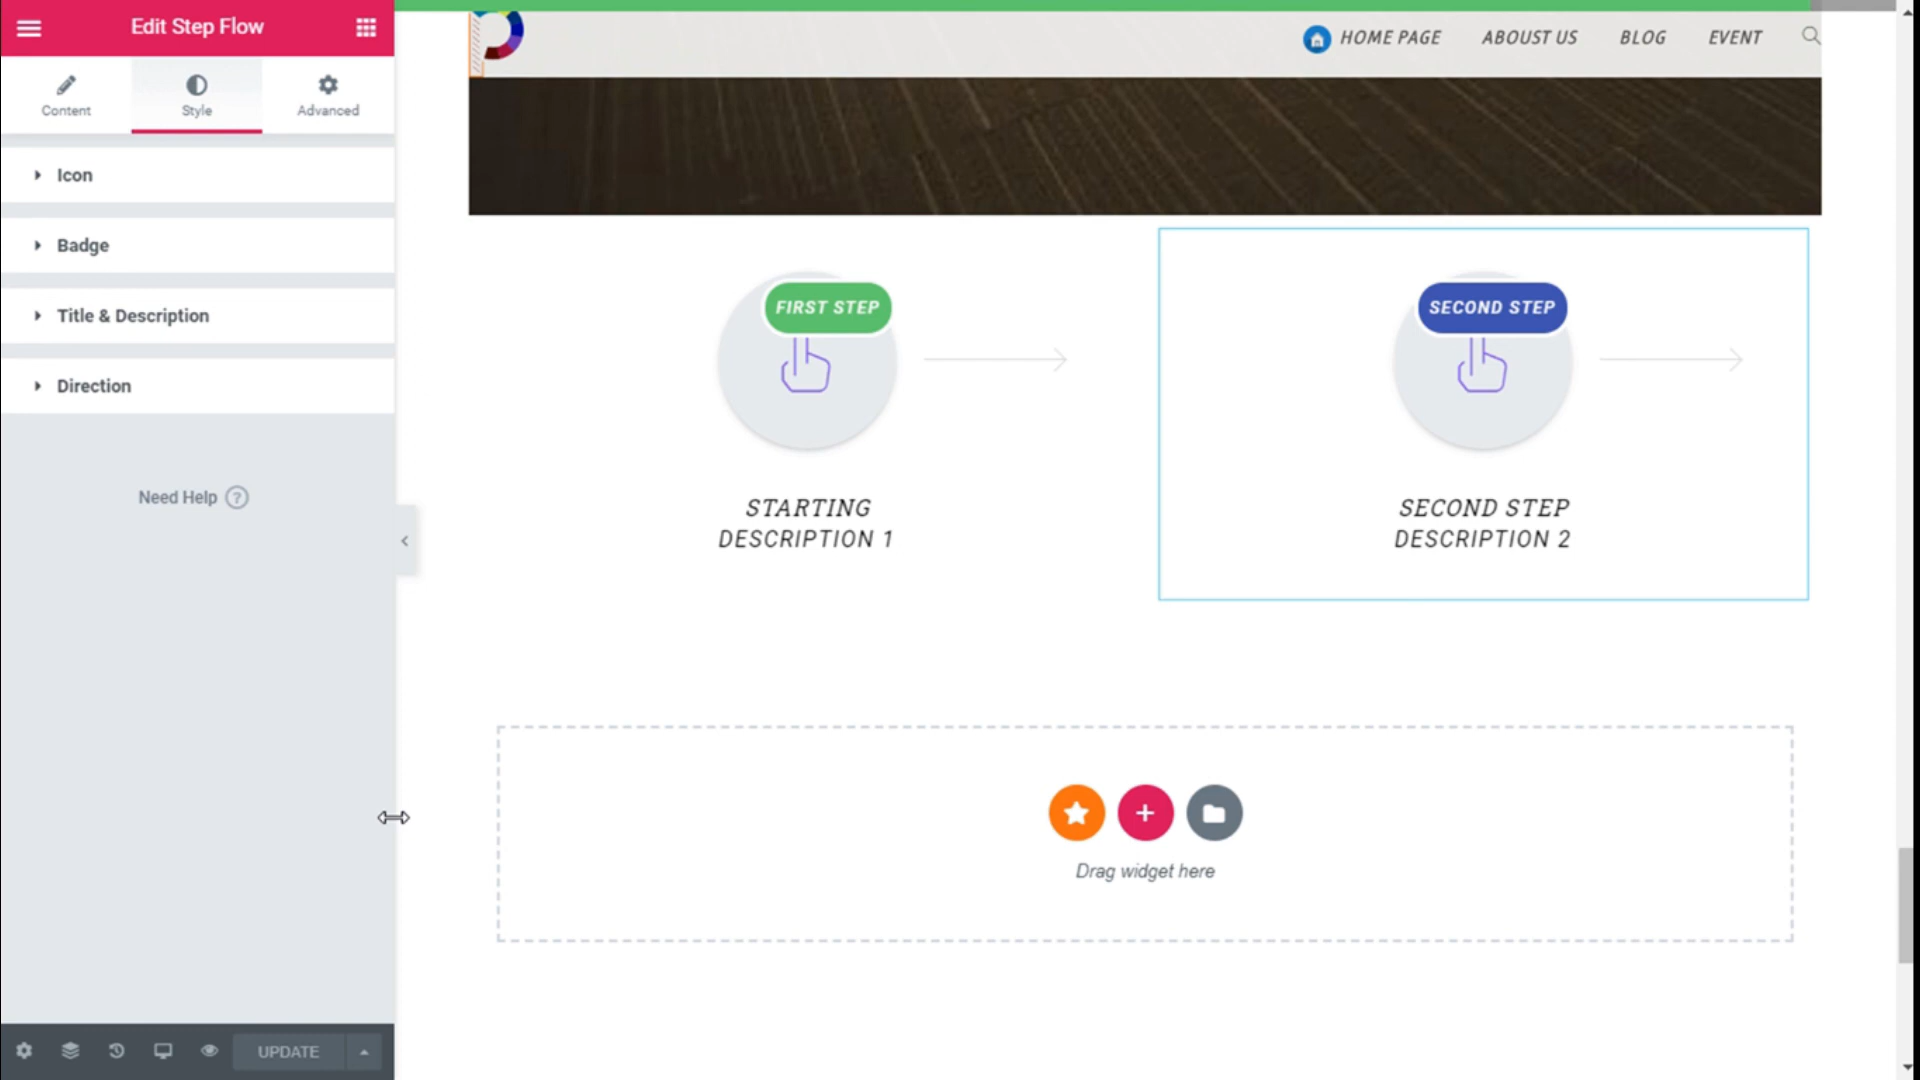 Edit Step Flow
Content
Style
Advanced
Icon
Badge
Title & Description
Direction
Need Help ?
UPDATE
HOME PAGE
ABOUST US
BLOG
EVENT
FIRST STEP
STARTING
DESCRIPTION 1
SECOND STEP
SECOND STEP
DESCRIPTION 2
Drag widget here